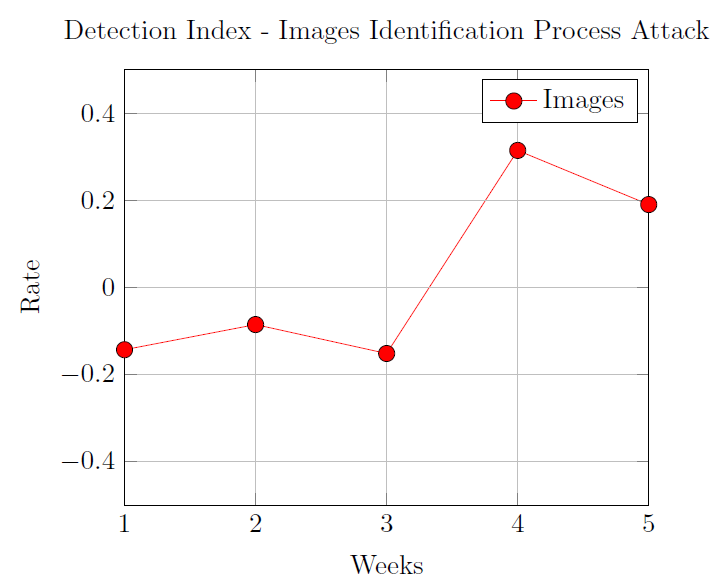 Detection Index - Images Identification Process Attack
Images
0.4
0.2
0
−0.2
−0.4
Rate
1 2 3 4 5
Weeks